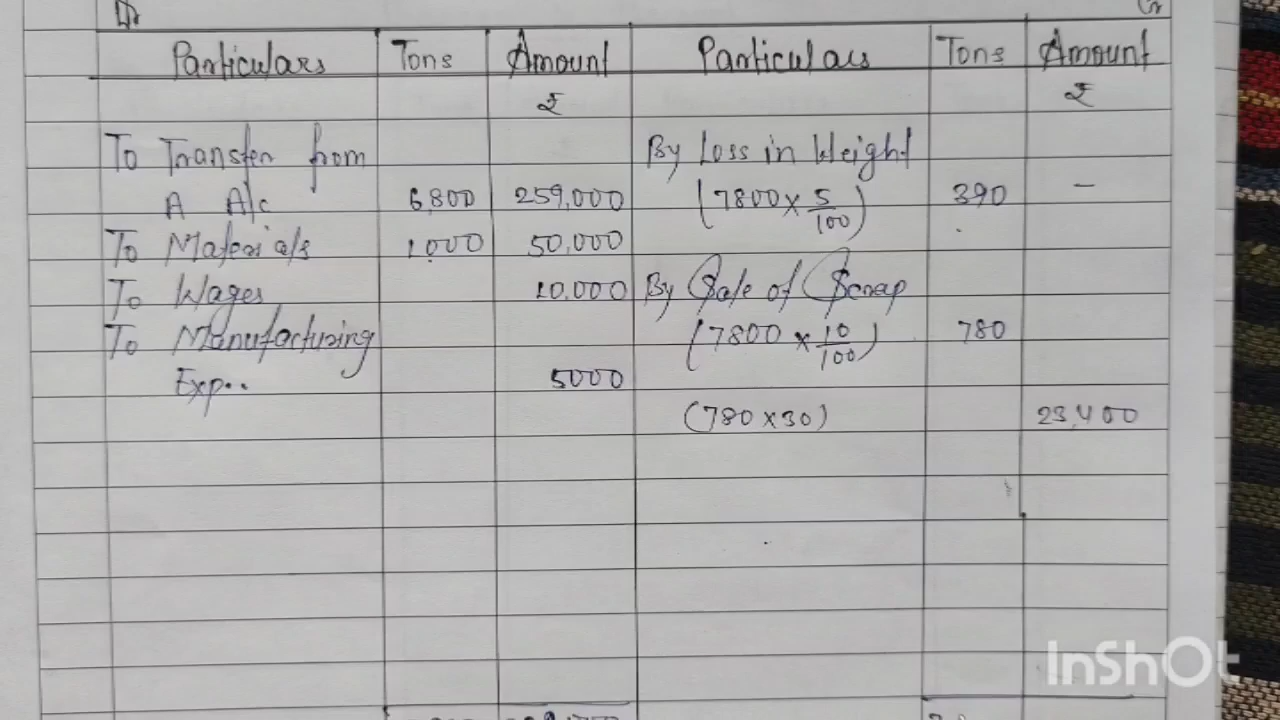 Dr Cr
Particulars Tons Amount Particulars Tons Amount
₹ ₹
To Transfer from By Loss in Weight
A A/c 6,800 259,000 (7800 × 5/100) 390 –
To Materials 1,000 50,000
To Wages 10,000 By Sale of Scrap
To Manufacturing (7800 × 10/100) 780
Exp.. 5000
(780 × 30) 23,400
InShOt